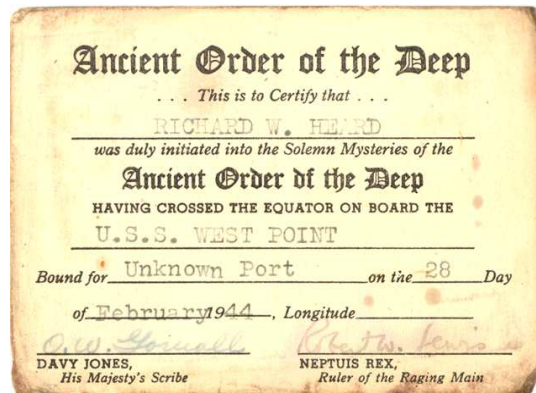 Ancient Order of the Deep
. . . This is to Certify that . . .
RICHARD W. HEARD
was duly initiated into the Solemn Mysteries of the
Ancient Order of the Deep
HAVING CROSSED THE EQUATOR ON BOARD THE
U.S.S. WEST POINT
Bound for Unknown Port on the 28 Day
of February 1944, Longitude
Robert W. Lewis
DAVY JONES, NEPTUIS REX,
His Majesty's Scribe Ruler of the Raging Main